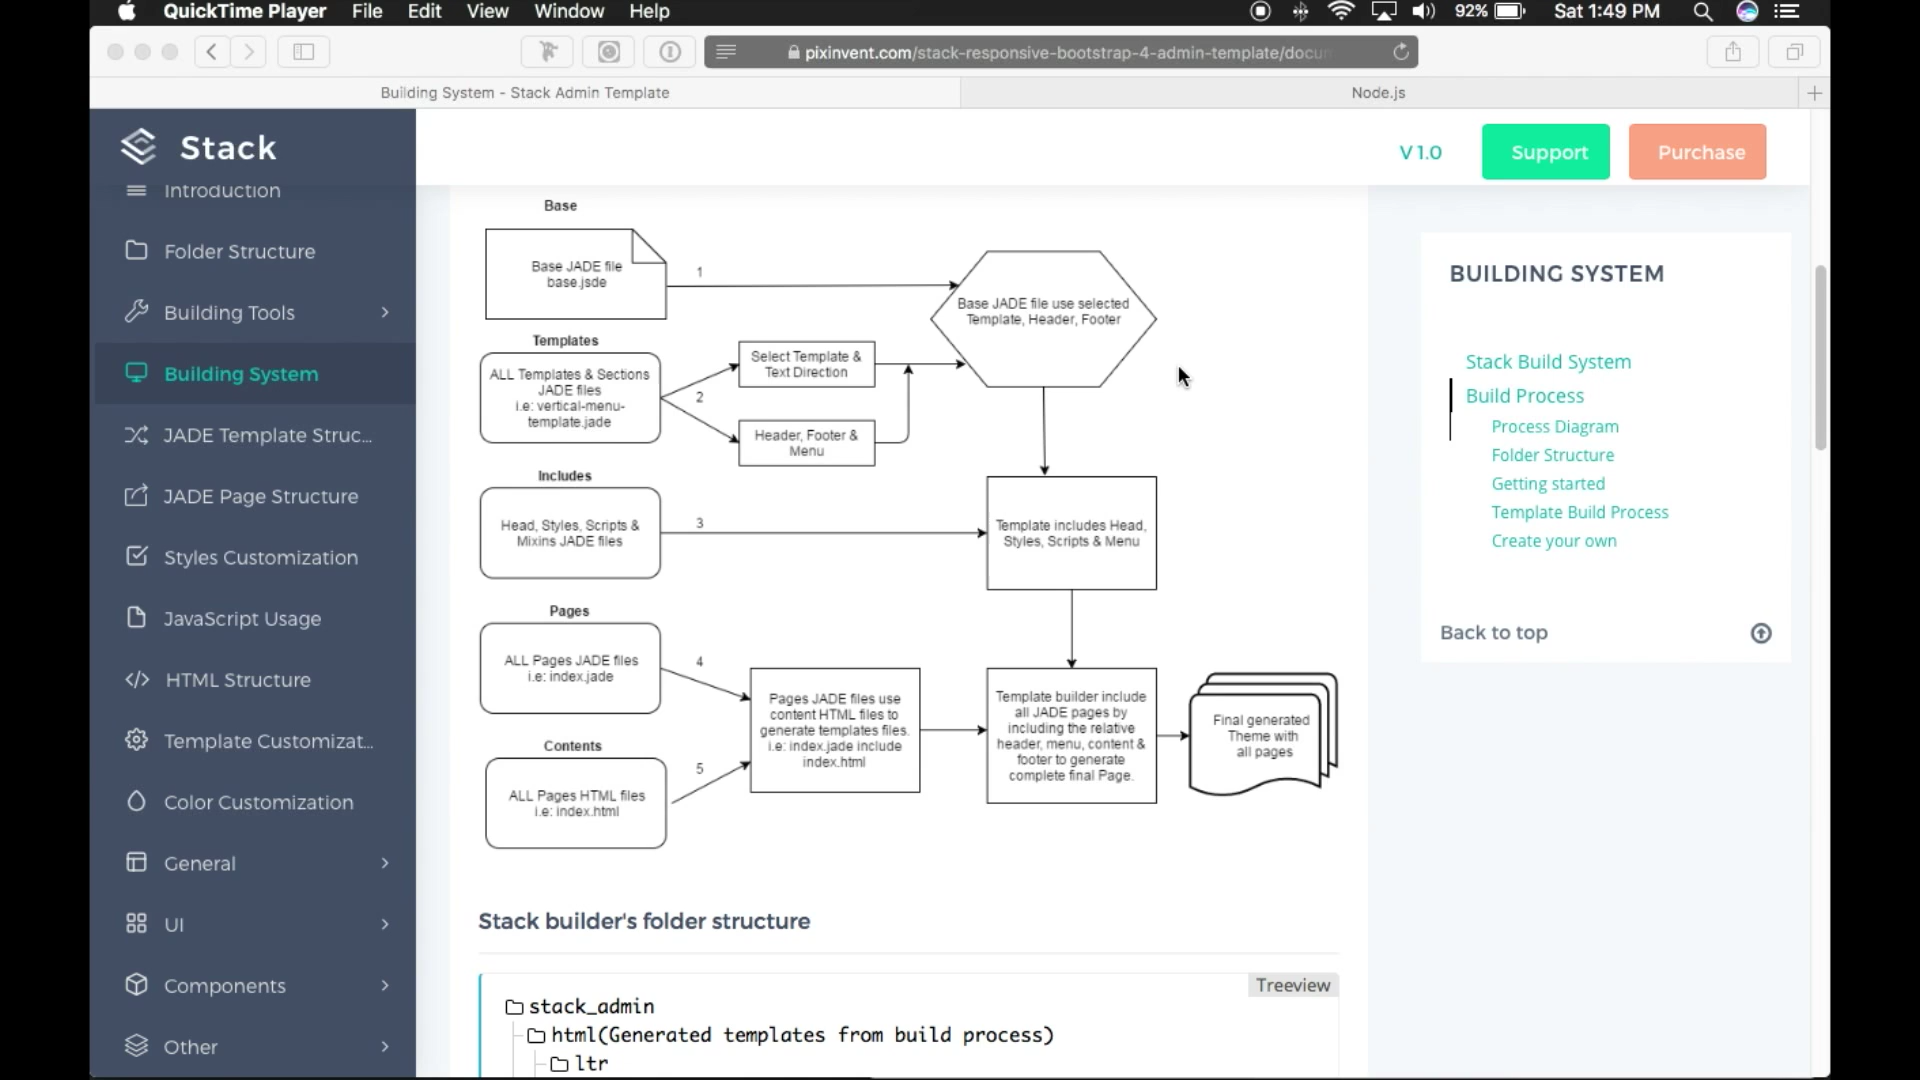 QuickTime Player File Edit View Window Help 92% Sat 1:49 PM
pixinvent.com/stack-responsive-bootstrap-4-admin-template/docum
Building System - Stack Admin Template
Node.js
Stack
V 1.0
Support
Purchase
Introduction
Folder Structure
Building Tools
Building System
JADE Template Struc...
JADE Page Structure
Styles Customization
JavaScript Usage
HTML Structure
Template Customizat...
Color Customization
General
UI
Components
Other
Base
Base JADE file
base.jsde
1
Base JADE file use selected
Template, Header, Footer
Templates
ALL Templates & Sections
JADE files
i.e: vertical-menu-
template.jade
2
Select Template &
Text Direction
Header, Footer &
Menu
Includes
Head, Styles, Scripts &
Mixins JADE files
3
Template includes Head,
Styles, Scripts & Menu
Pages
ALL Pages JADE files
i.e: index.jade
4
Pages JADE files use
content HTML files to
generate templates files.
i.e: index.jade include
index.html
Template builder include
all JADE pages by
including the relative
header, menu, content &
footer to generate
complete final Page.
Final generated
Theme with
all pages
Contents
ALL Pages HTML files
i.e: index.html
5
Stack builder's folder structure
Treeview
stack_admin
html(Generated templates from build process)
ltr
BUILDING SYSTEM
Stack Build System
Build Process
Process Diagram
Folder Structure
Getting started
Template Build Process
Create your own
Back to top